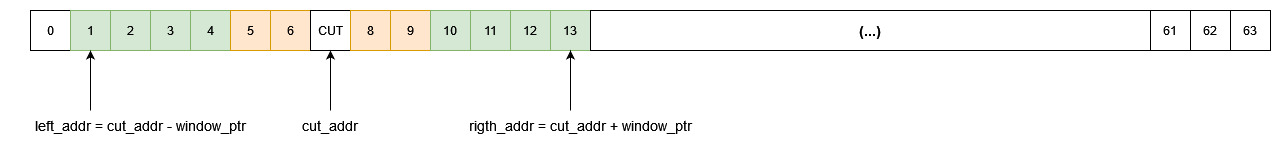 0 1 2 3 4 5 6 CUT 8 9 10 11 12 13 (...) 61 62 63
left_addr = cut_addr - window_ptr cut_addr rigth_addr = cut_addr + window_ptr